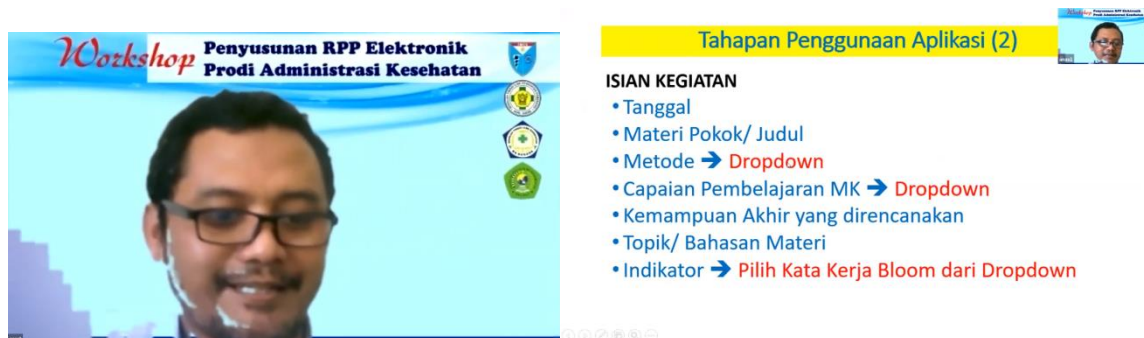 Workshop
Penyusunan RPP Elektronik
Prodi Administrasi Kesehatan
Tahapan Penggunaan Aplikasi (2)
ISIAN KEGIATAN
• Tanggal
• Materi Pokok/ Judul
• Metode ➔ Dropdown
• Capaian Pembelajaran MK ➔ Dropdown
• Kemampuan Akhir yang direncanakan
• Topik/ Bahasan Materi
• Indikator ➔ Pilih Kata Kerja Bloom dari Dropdown